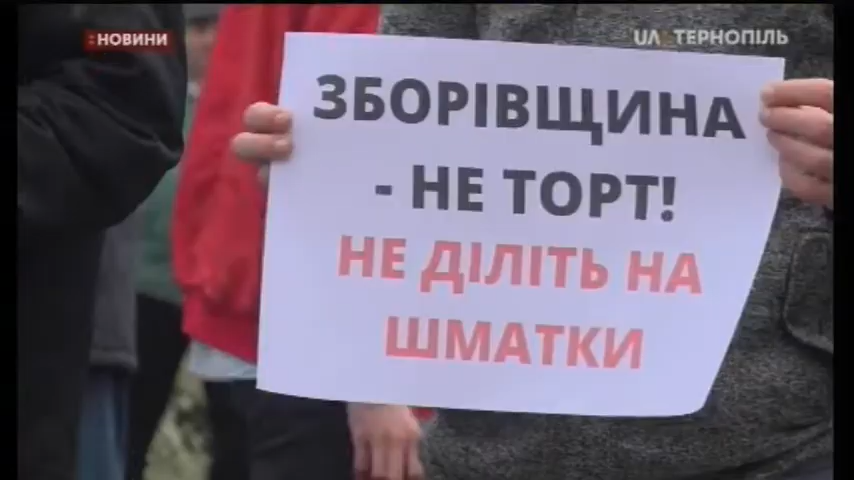 :НОВИНИ
UA:ТЕРНОПІЛЬ
ЗБОРІВЩИНА
- НЕ ТОРТ!
НЕ ДІЛІТЬ НА
ШМАТКИ